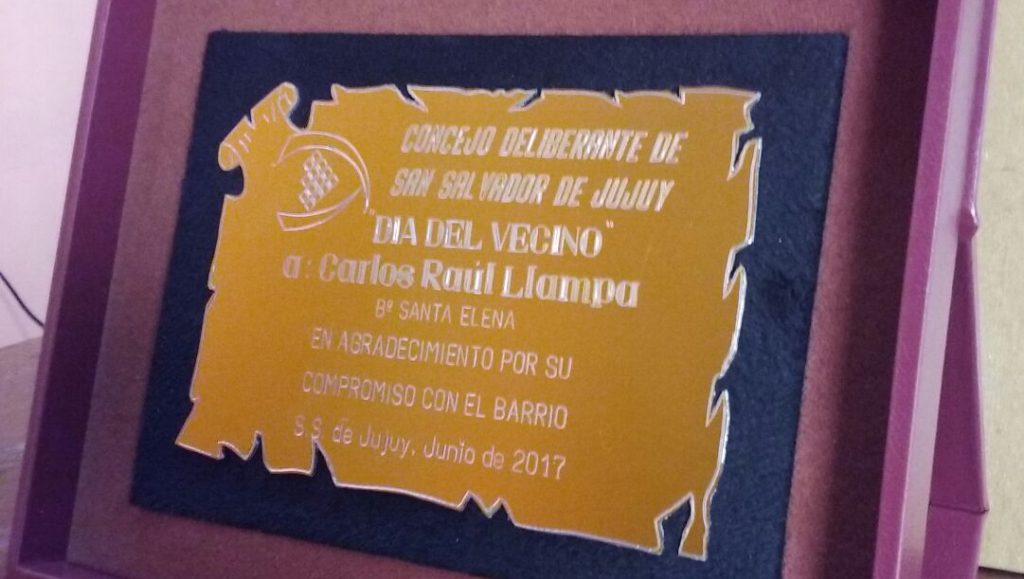 CONCEJO DELIBERANTE DE
SAN SALVADOR DE JUJUY
"DIA DEL VECINO"
a: Carlos Raúl Llampa
Bº SANTA ELENA
EN AGRADECIMIENTO POR SU
COMPROMISO CON EL BARRIO
S.S. de Jujuy, Junio de 2017